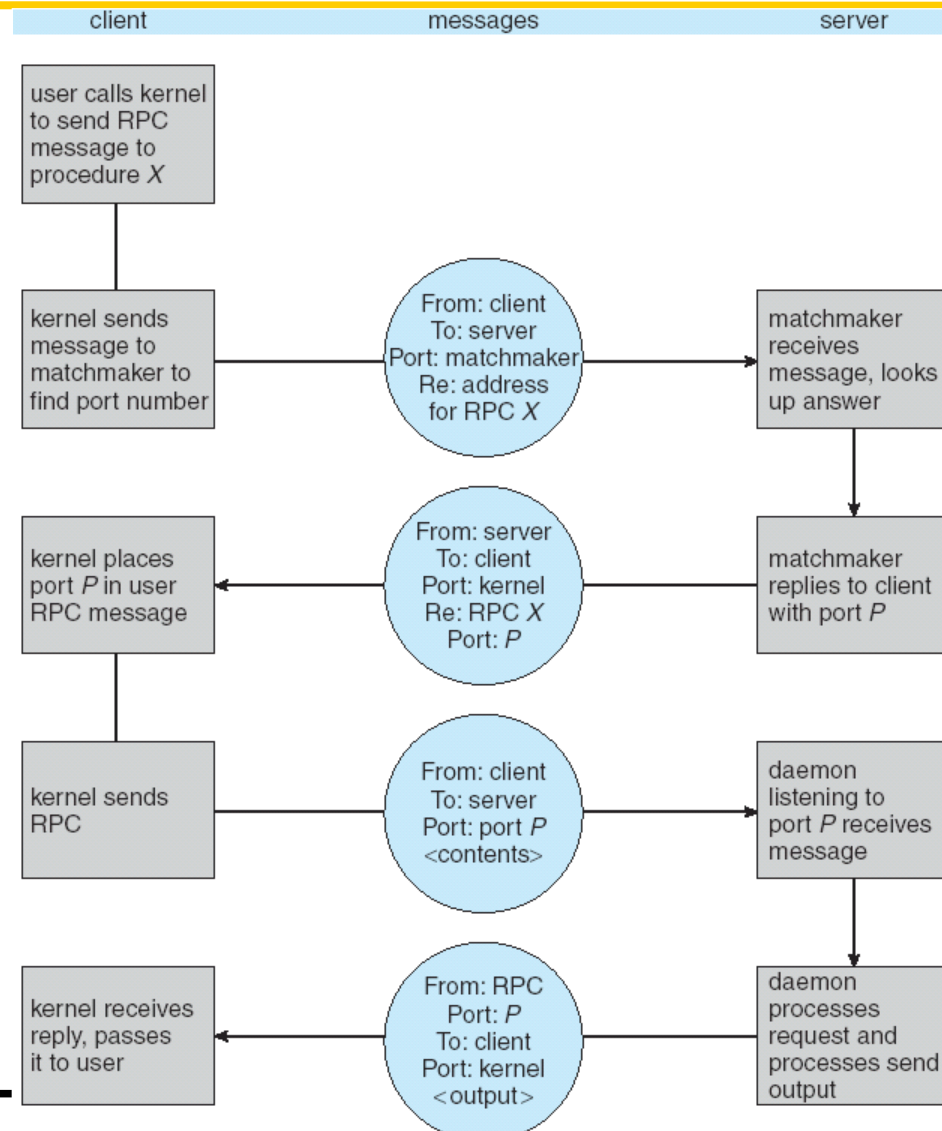 client
messages
server
user calls kernel
to send RPC
message to
procedure X
kernel sends
message to
matchmaker to
find port number
From: client
To: server
Port: matchmaker
Re: address
for RPC X
matchmaker
receives
message, looks
up answer
kernel places
port P in user
RPC message
From: server
To: client
Port: kernel
Re: RPC X
Port: P
matchmaker
replies to client
with port P
kernel sends
RPC
From: client
To: server
Port: port P
<contents>
daemon
listening to
port P receives
message
kernel receives
reply, passes
it to user
From: RPC
Port: P
To: client
Port: kernel
<output>
daemon
processes
request and
processes send
output